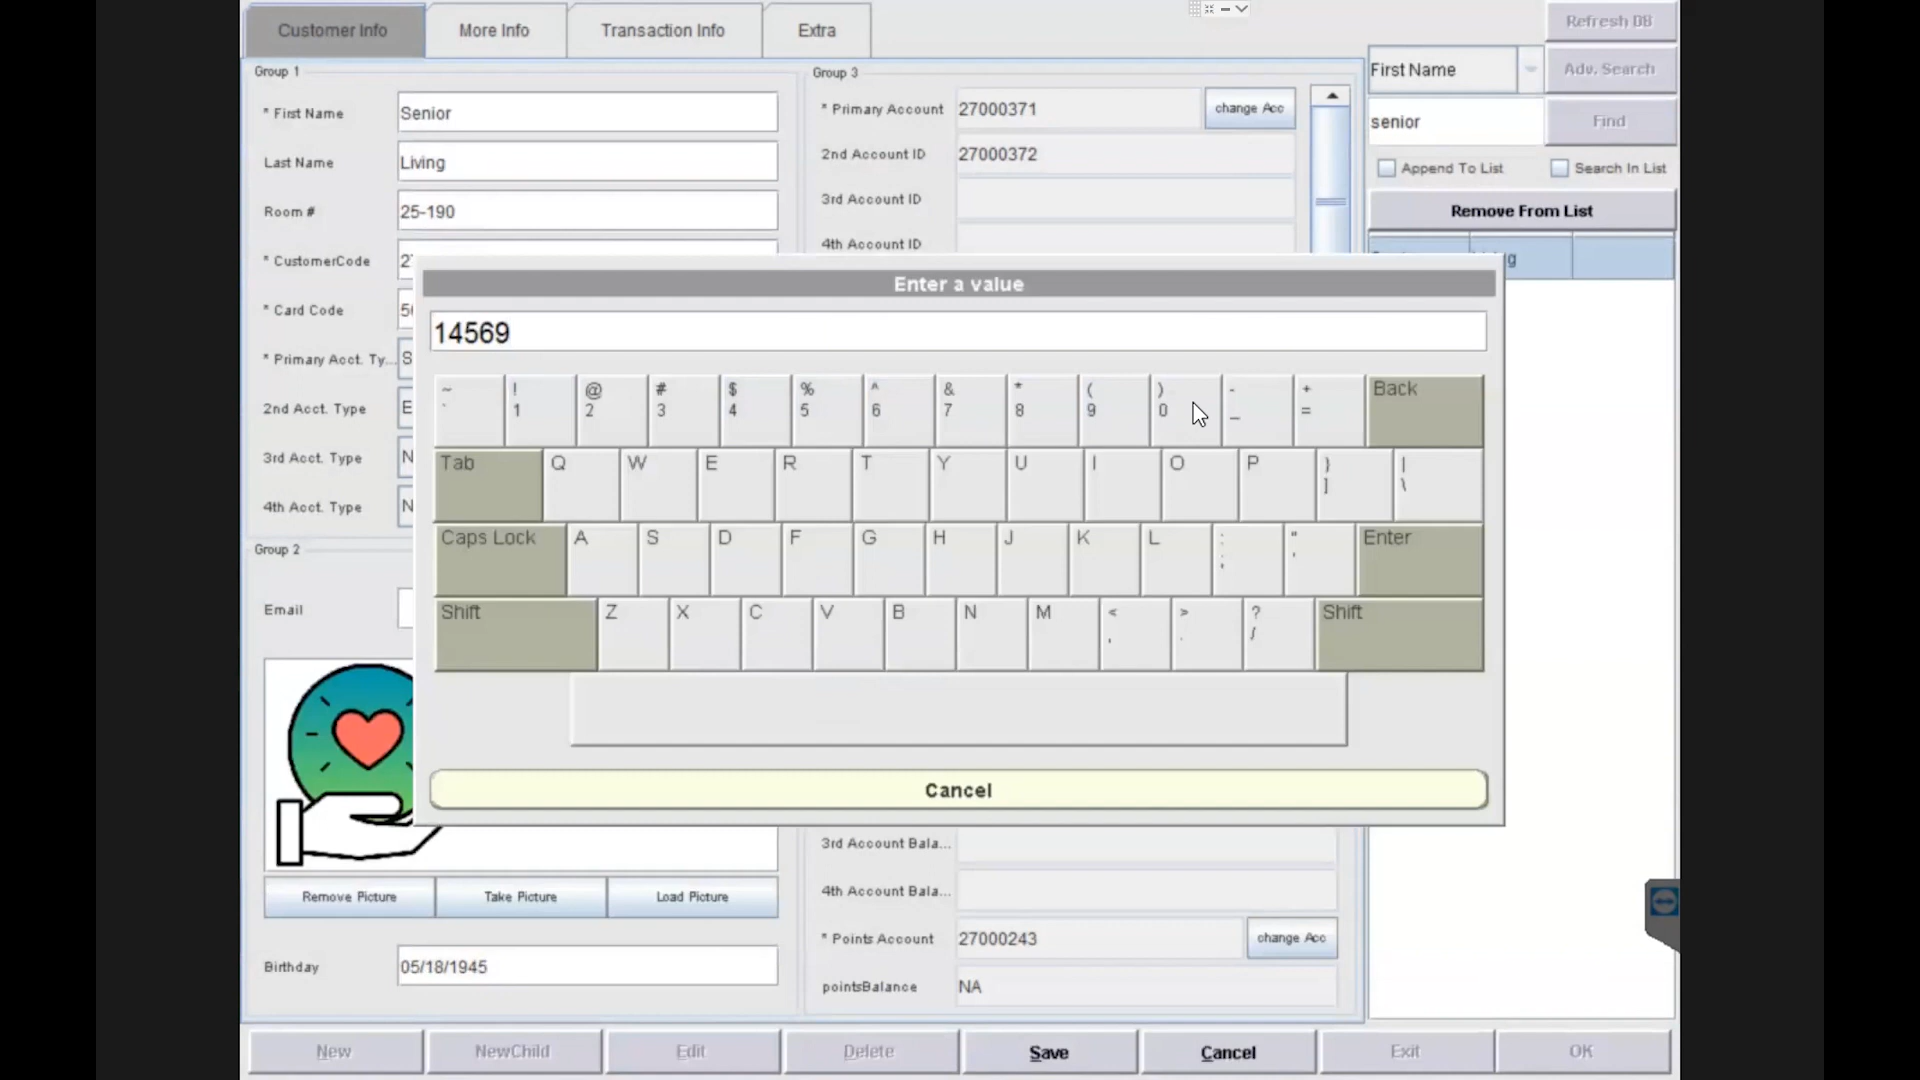 Customer Info
More Info
Transaction Info
Extra
Refresh DB
Group 1
Group 3
First Name
Adv. Search
* First Name
Senior
* Primary Account
27000371
change Acc
senior
Find
Last Name
Living
2nd Account ID
27000372
Append To List
Search In List
Room #
25-190
3rd Account ID
Remove From List
4th Account ID
* CustomerCode
* Card Code
* Primary Acct. Ty...
2nd Acct. Type
3rd Acct. Type
4th Acct. Type
Group 2
Email
Enter a value
14569
~ ! @ # $ % ^ & * ( ) - + Back
` 1 2 3 4 5 6 7 8 9 0 _ =
Tab Q W E R T Y U I O P } |
] \
Caps Lock A S D F G H J K L : " Enter
; '
Shift Z X C V B N M < > ? Shift
, . /
Cancel
3rd Account Bala...
4th Account Bala...
Remove Picture
Take Picture
Load Picture
* Points Account
27000243
change Acc
Birthday
05/18/1945
pointsBalance
NA
New
NewChild
Edit
Delete
Save
Cancel
Exit
OK